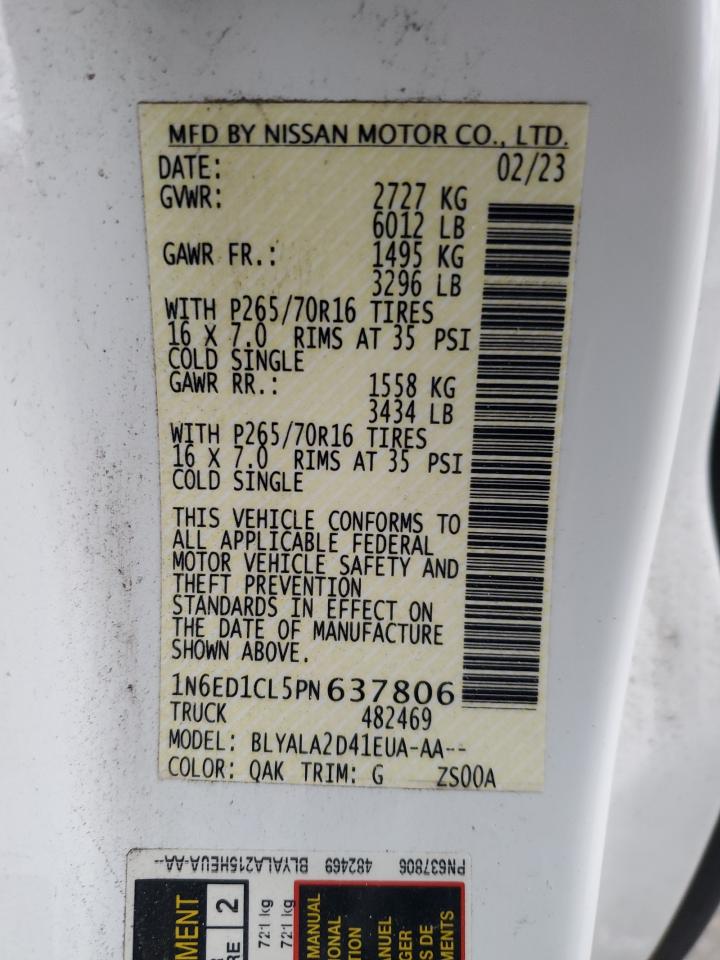 MFD BY NISSAN MOTOR CO., LTD.
DATE: 02/23
GVWR: 2727 KG
6012 LB
GAWR FR.: 1495 KG
3296 LB
WITH P265/70R16 TIRES
16 X 7.0 RIMS AT 35 PSI
COLD SINGLE
GAWR RR.: 1558 KG
3434 LB
WITH P265/70R16 TIRES
16 X 7.0 RIMS AT 35 PSI
COLD SINGLE
THIS VEHICLE CONFORMS TO
ALL APPLICABLE FEDERAL
MOTOR VEHICLE SAFETY AND
THEFT PREVENTION
STANDARDS IN EFFECT ON
THE DATE OF MANUFACTURE
SHOWN ABOVE.
1N6ED1CL5PN637806
TRUCK 482469
MODEL: BLYALA2D41EUA-AA--
COLOR: QAK TRIM: G ZS00A
PN637806 482469 BLYALA215HEUA-AA--
2
721 kg
721 kg
MANUAL